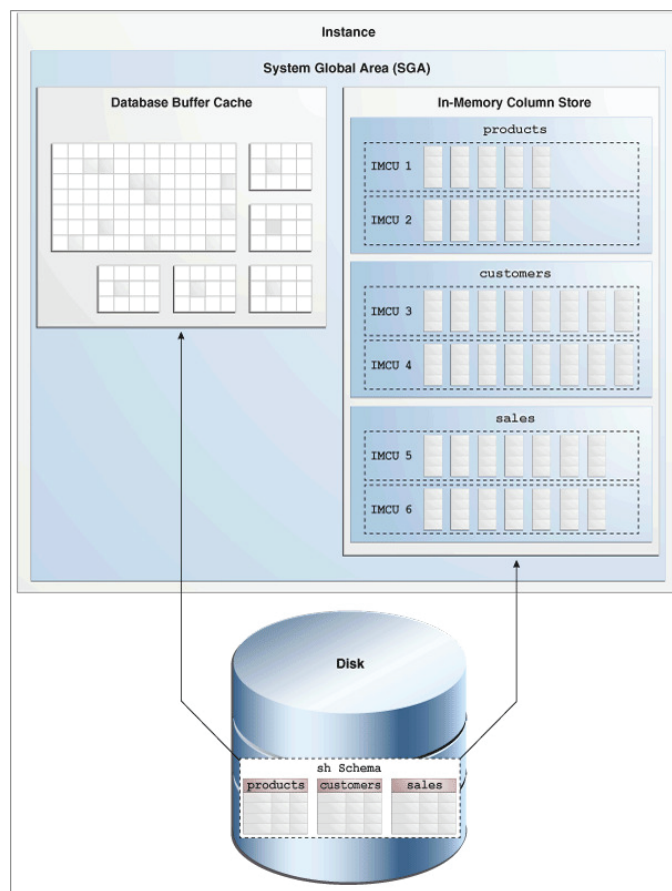 Instance
System Global Area (SGA)
Database Buffer Cache
In-Memory Column Store
products
IMCU 1
IMCU 2
customers
IMCU 3
IMCU 4
sales
IMCU 5
IMCU 6
Disk
sh Schema
products customers sales